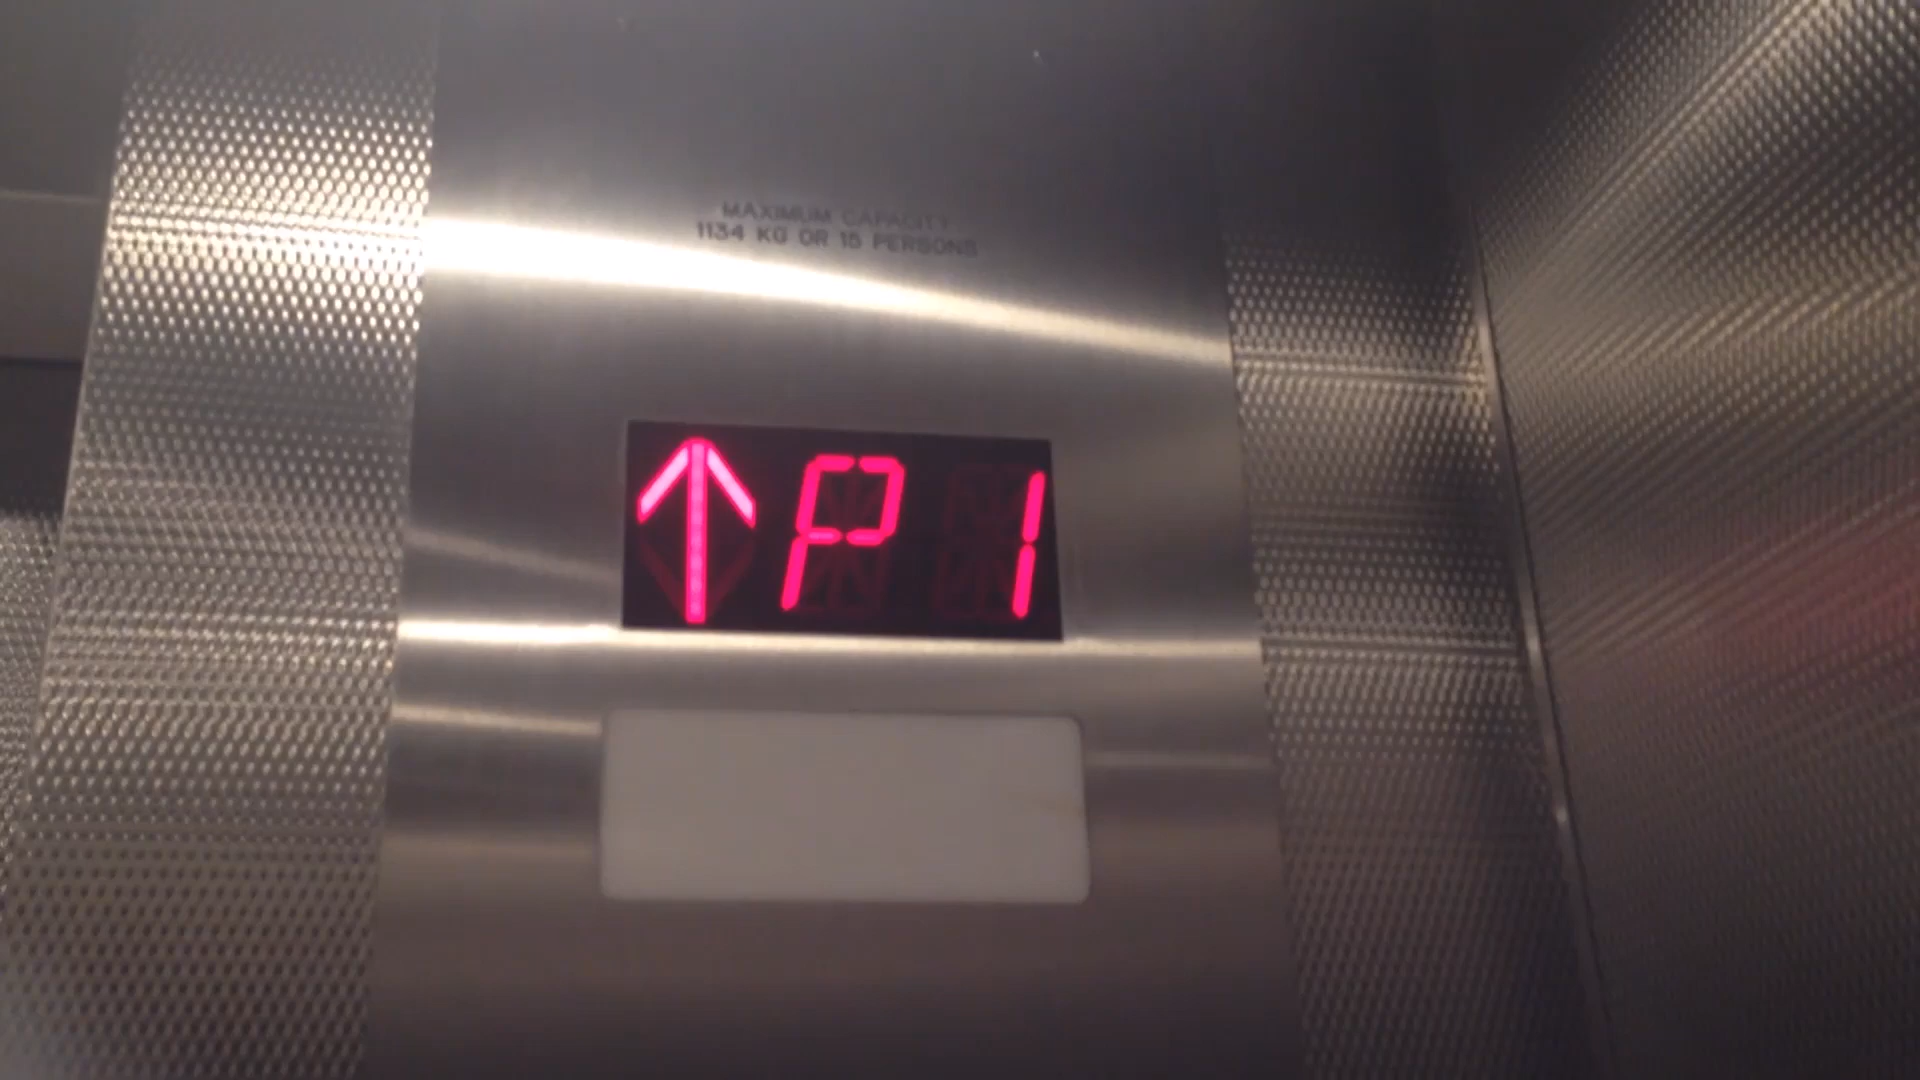 MAXIMUM CAPACITY
1134 KG OR 15 PERSONS
↑ P1